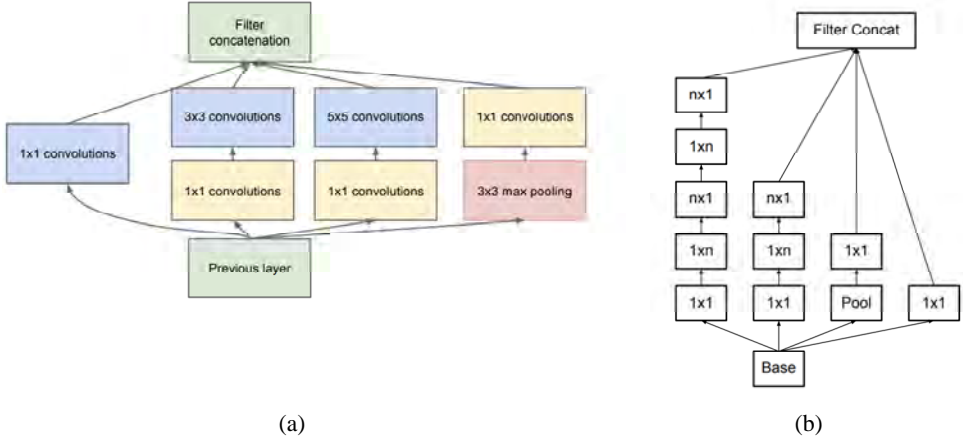 Filter
concatenation
3x3 convolutions
5x5 convolutions
1x1 convolutions
1x1 convolutions
1x1 convolutions
1x1 convolutions
3x3 max pooling
Previous layer
(a)
Filter Concat
nx1
1xn
nx1
nx1
1xn
1xn
1x1
1x1
1x1
Pool
1x1
Base
(b)